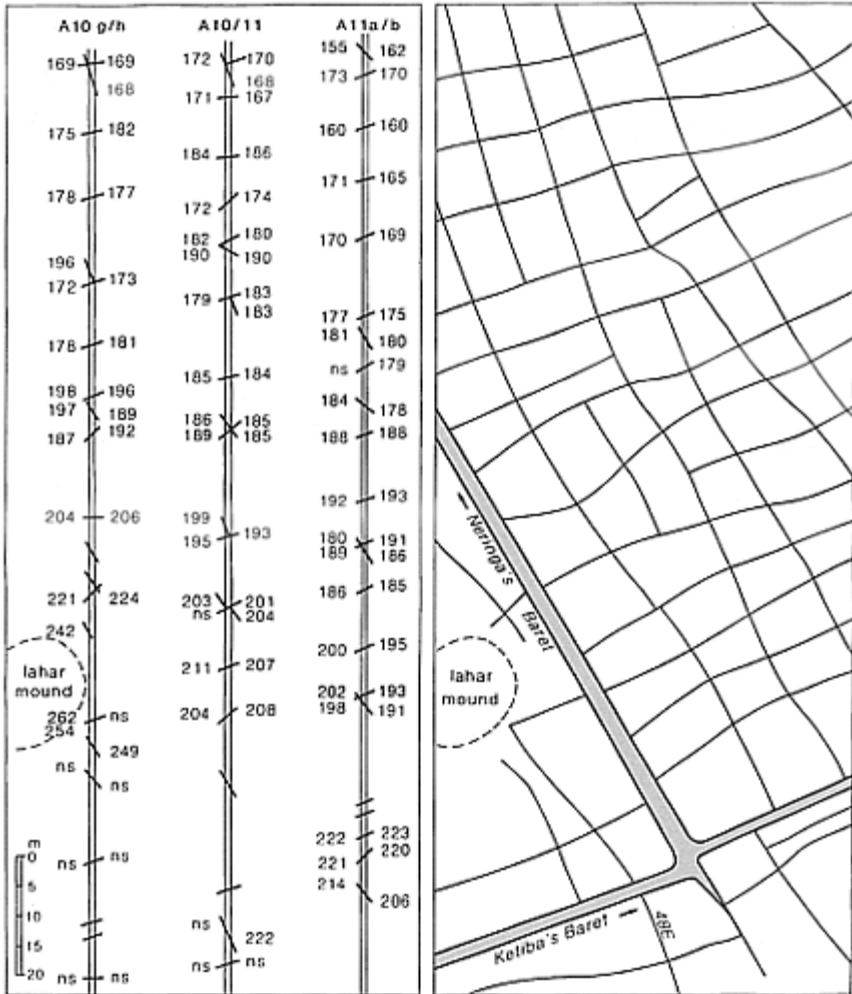 A10 g/h
169 169
168
175 182
178 177
196
172 173
178 181
198 196
197 189
187 192
204 206
221 224
242
lahar
mound
262 ns
254
249
ns
ns
ns ns
ns ns
m
0
5
10
15
20
A10/11
172 170
168
171 167
184 186
172 174
182 180
190 190
179 183
183
185 184
186 185
189 185
199
195 193
203 201
ns 204
211 207
204 208
ns
222
ns ns
A11a/b
155 162
173 170
160 160
171 165
170 169
177 175
181 180
ns 179
184 178
188 188
192 193
180 191
189 186
186 185
200 195
202 193
198 191
222 223
220
221
214
206
Neringa's
Baret
lahar
mound
Ketiba's Baret
48E